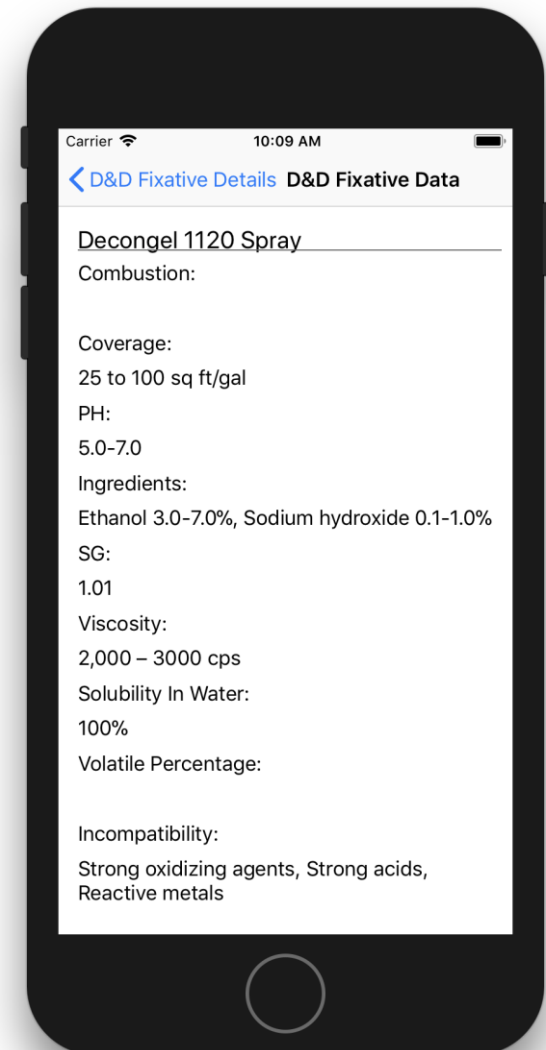 Carrier
10:09 AM
D&D Fixative Details D&D Fixative Data
Decongel 1120 Spray
Combustion:
Coverage:
25 to 100 sq ft/gal
PH:
5.0-7.0
Ingredients:
Ethanol 3.0-7.0%, Sodium hydroxide 0.1-1.0%
SG:
1.01
Viscosity:
2,000 – 3000 cps
Solubility In Water:
100%
Volatile Percentage:
Incompatibility:
Strong oxidizing agents, Strong acids,
Reactive metals